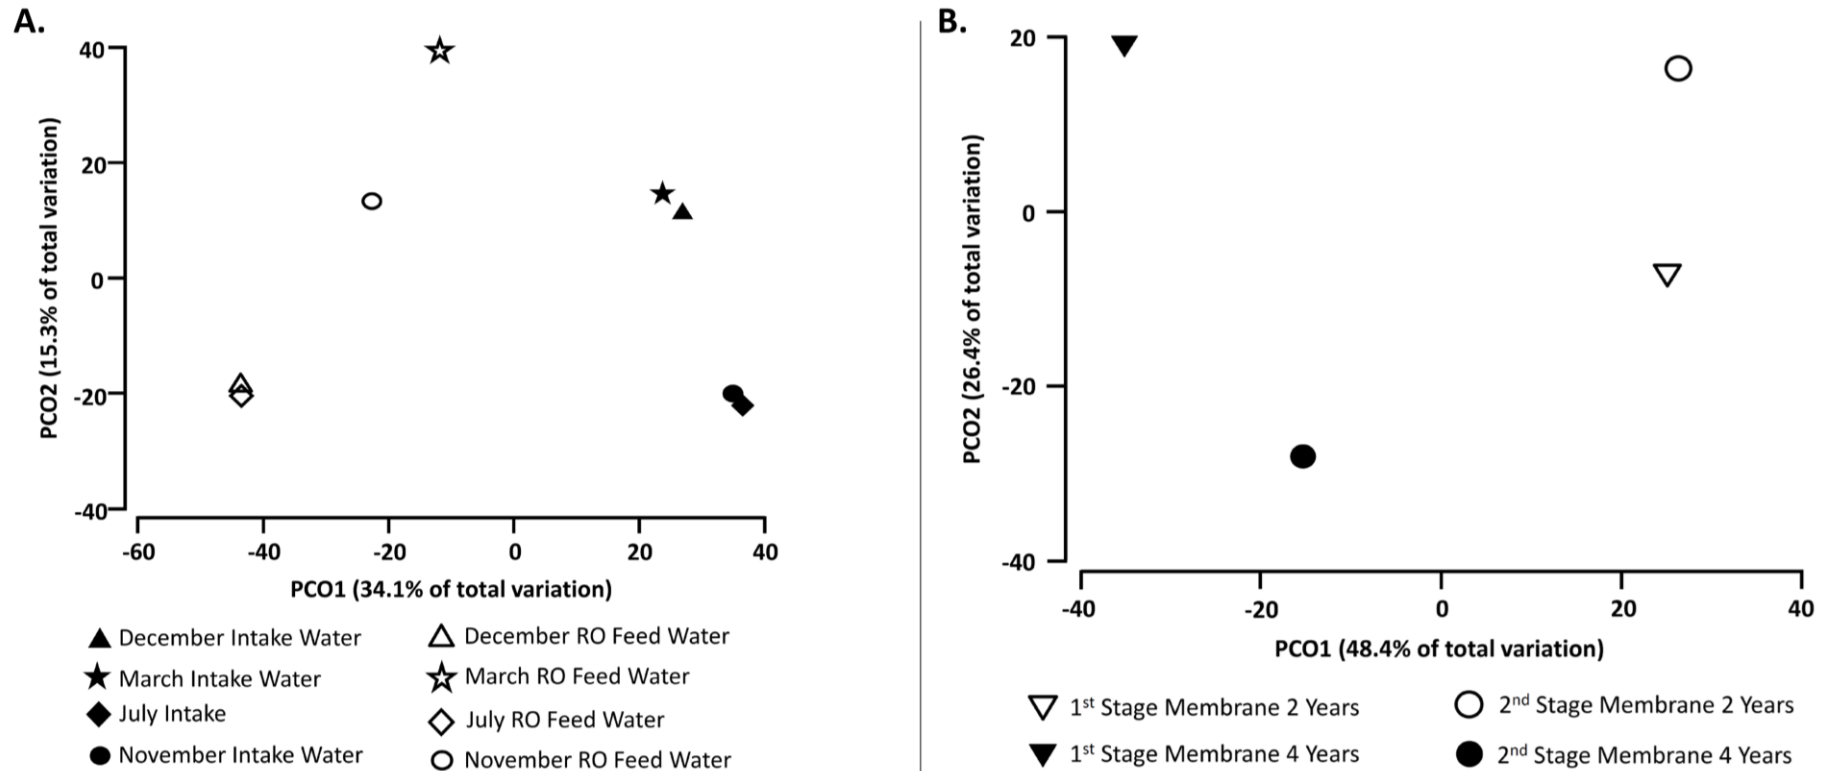 A.
40
20
0
-20
-40
PCO2 (15.3% of total variation)
-60 -40 -20 0 20 40
PCO1 (34.1% of total variation)
December Intake Water
March Intake Water
July Intake
November Intake Water
December RO Feed Water
March RO Feed Water
July RO Feed Water
November RO Feed Water
B.
20
0
-20
-40
PCO2 (26.4% of total variation)
-40 -20 0 20 40
PCO1 (48.4% of total variation)
1st Stage Membrane 2 Years
1st Stage Membrane 4 Years
2nd Stage Membrane 2 Years
2nd Stage Membrane 4 Years